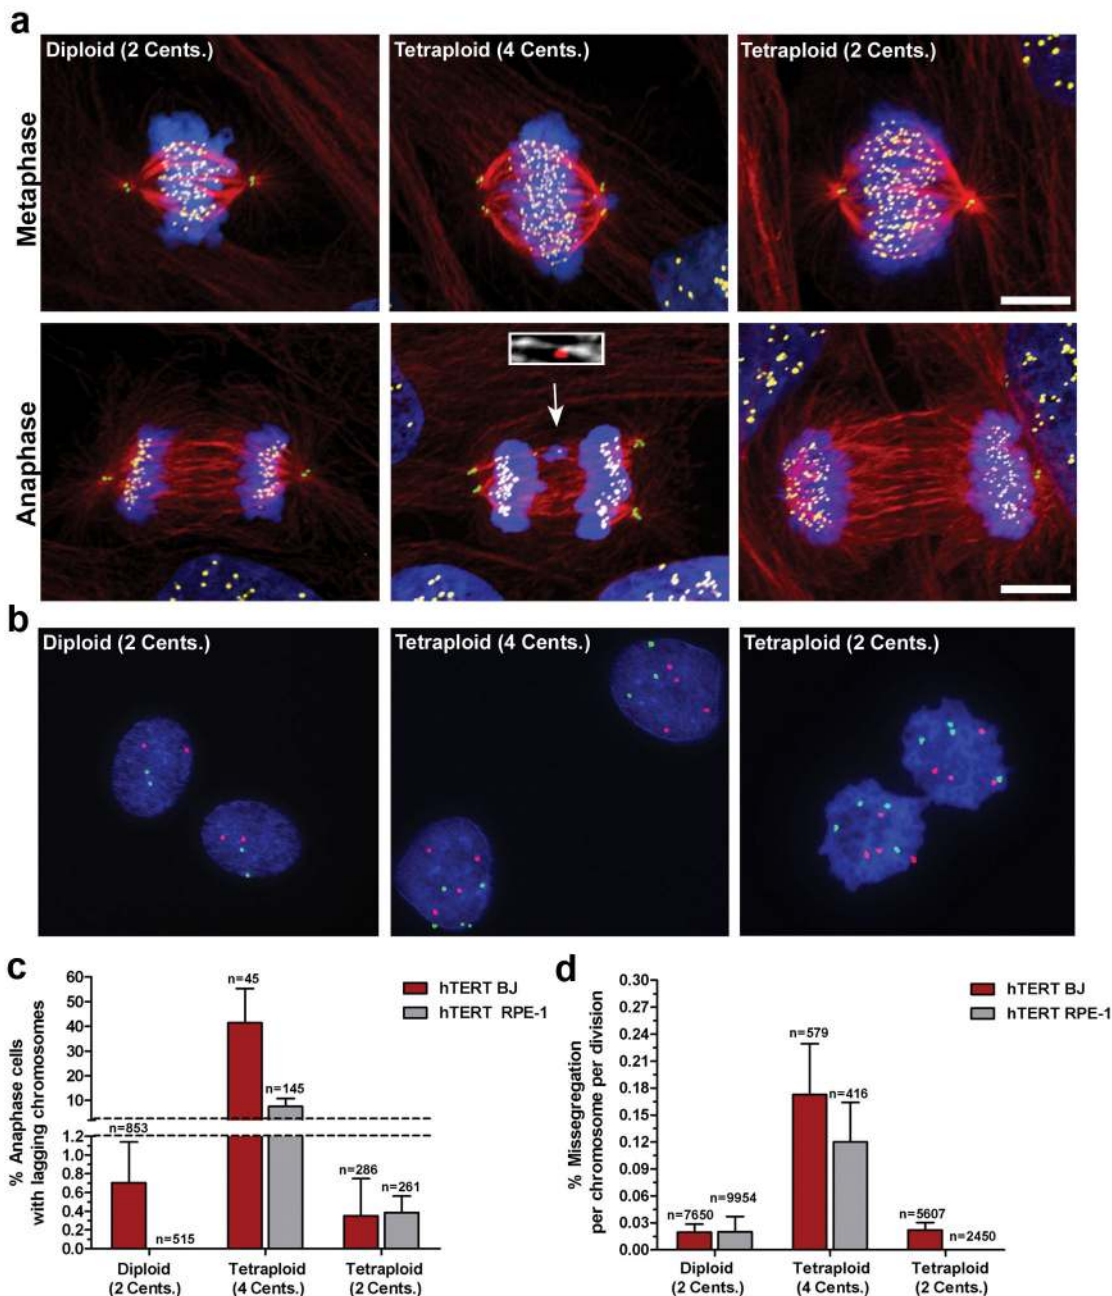 a
Diploid (2 Cents.)
Tetraploid (4 Cents.)
Tetraploid (2 Cents.)
Metaphase
Anaphase
b
Diploid (2 Cents.)
Tetraploid (4 Cents.)
Tetraploid (2 Cents.)
c
% Anaphase cells
with lagging chromosomes
60
50
40
30
20
10
1.2
1.0
0.8
0.6
0.4
0.2
0.0
n=853
n=515
n=45
n=145
n=286
n=261
hTERT BJ
hTERT RPE-1
Diploid
(2 Cents.)
Tetraploid
(4 Cents.)
Tetraploid
(2 Cents.)
d
% Missegregation
per chromosome per division
0.30
0.27
0.24
0.21
0.18
0.15
0.12
0.09
0.06
0.03
0.00
n=7650
n=9954
n=579
n=416
n=5607
n=2450
hTERT BJ
hTERT RPE-1
Diploid
(2 Cents.)
Tetraploid
(4 Cents.)
Tetraploid
(2 Cents.)